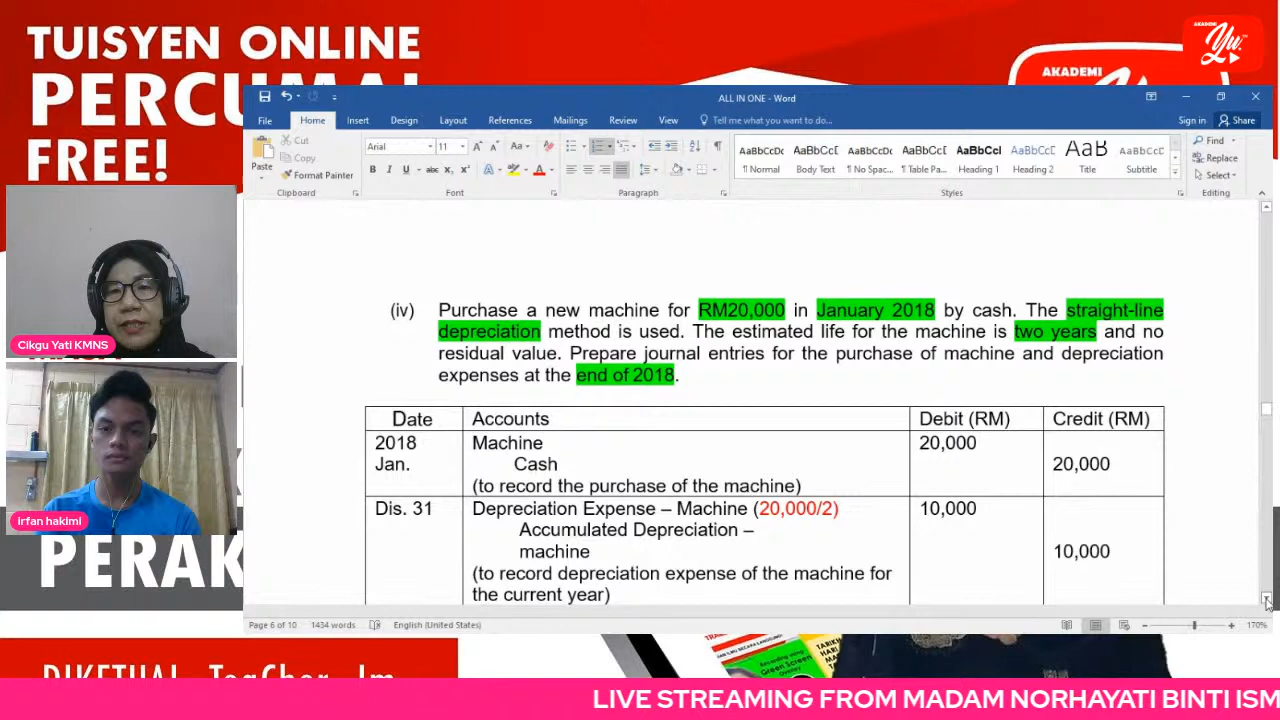 TUISYEN ONLINE
FREE!
AKADEMI
Yu
AKADEMI
ALL IN ONE - Word
File
Home
Insert
Design
Layout
References
Mailings
Review
View
Tell me what you want to do...
Sign in
Share
Paste
Cut
Copy
Format Painter
Clipboard
Arial
11
Font
Paragraph
AaBbCcDc
¶ Normal
AaBbCcI
Body Text
AaBbCcDc
¶ No Spac...
AaBbCcI
¶ Table Pa...
AaBbCcI
Heading 1
AaBbCcI
Heading 2
AaB
Title
AaBbCcD
Subtitle
Styles
Find
Replace
Select
Editing
(iv) Purchase a new machine for RM20,000 in January 2018 by cash. The straight-line
depreciation method is used. The estimated life for the machine is two years and no
residual value. Prepare journal entries for the purchase of machine and depreciation
expenses at the end of 2018.
Date Accounts Debit (RM) Credit (RM)
2018 Machine 20,000
Jan. Cash 20,000
(to record the purchase of the machine)
Dis. 31 Depreciation Expense – Machine (20,000/2) 10,000
Accumulated Depreciation –
machine 10,000
(to record depreciation expense of the machine for
the current year)
Page 6 of 10
1434 words
English (United States)
170%
Cikgu Yati KMNS
irfan hakimi
PERAK
Green Screen
LIVE STREAMING FROM MADAM NORHAYATI BINTI ISM